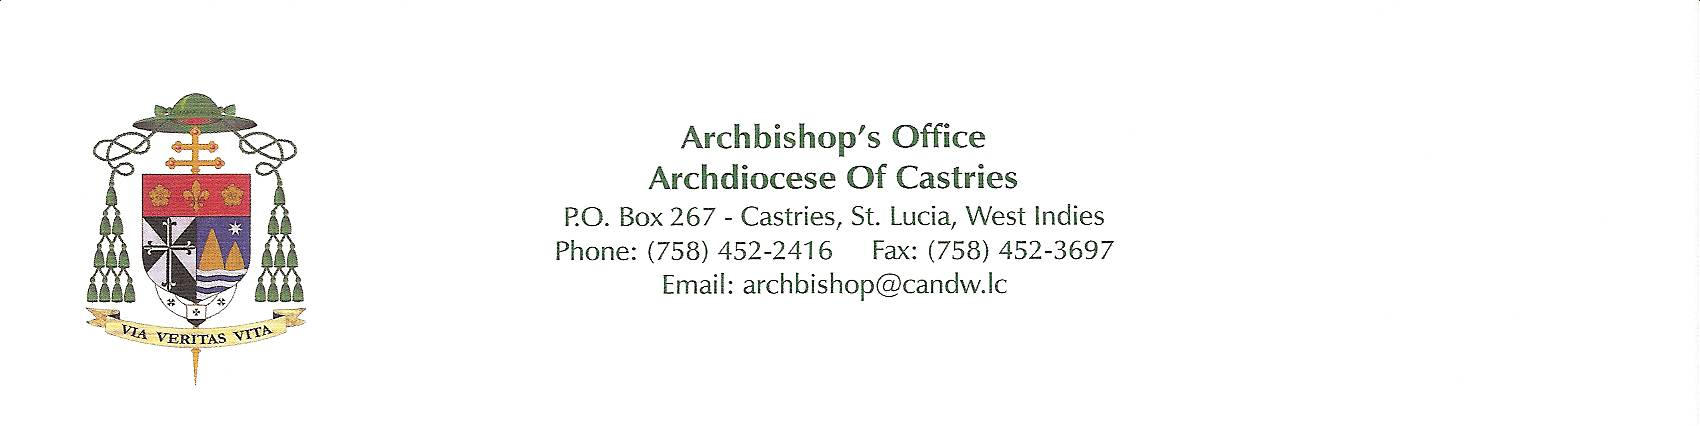 Archbishop's Office
Archdiocese Of Castries
P.O. Box 267 - Castries, St. Lucia, West Indies
Phone: (758) 452-2416 Fax: (758) 452-3697
Email: archbishop@candw.lc
VIA VERITAS VITA